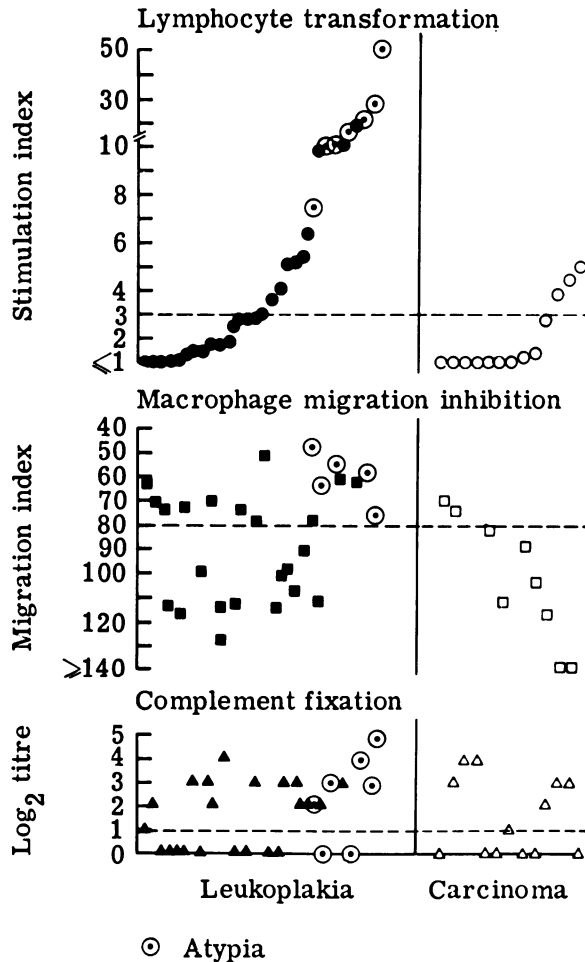 Lymphocyte transformation
Stimulation index
50
30
10
8
6
4
3
2
⩽1
Macrophage migration inhibition
Migration index
40
50
60
70
80
100
120
⩾140
Complement fixation
Log₂ titre
5
4
3
2
1
0
Leukoplakia
Carcinoma
Atypia